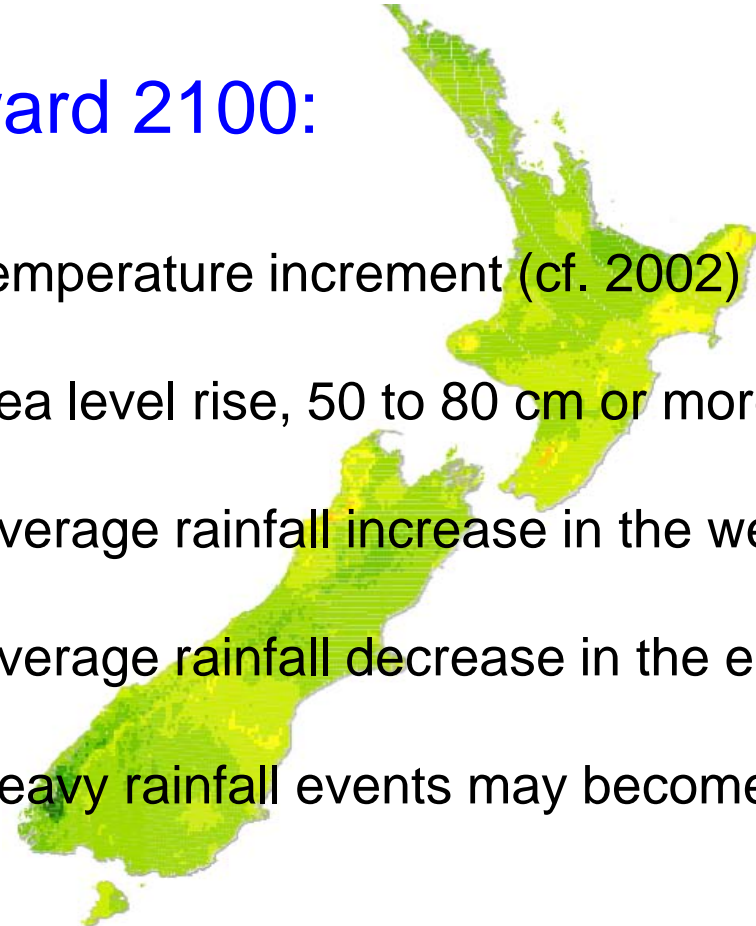 ward 2100:
emperature increment (cf. 2002)
ea level rise, 50 to 80 cm or mor
verage rainfall increase in the we
verage rainfall decrease in the e
eavy rainfall events may become